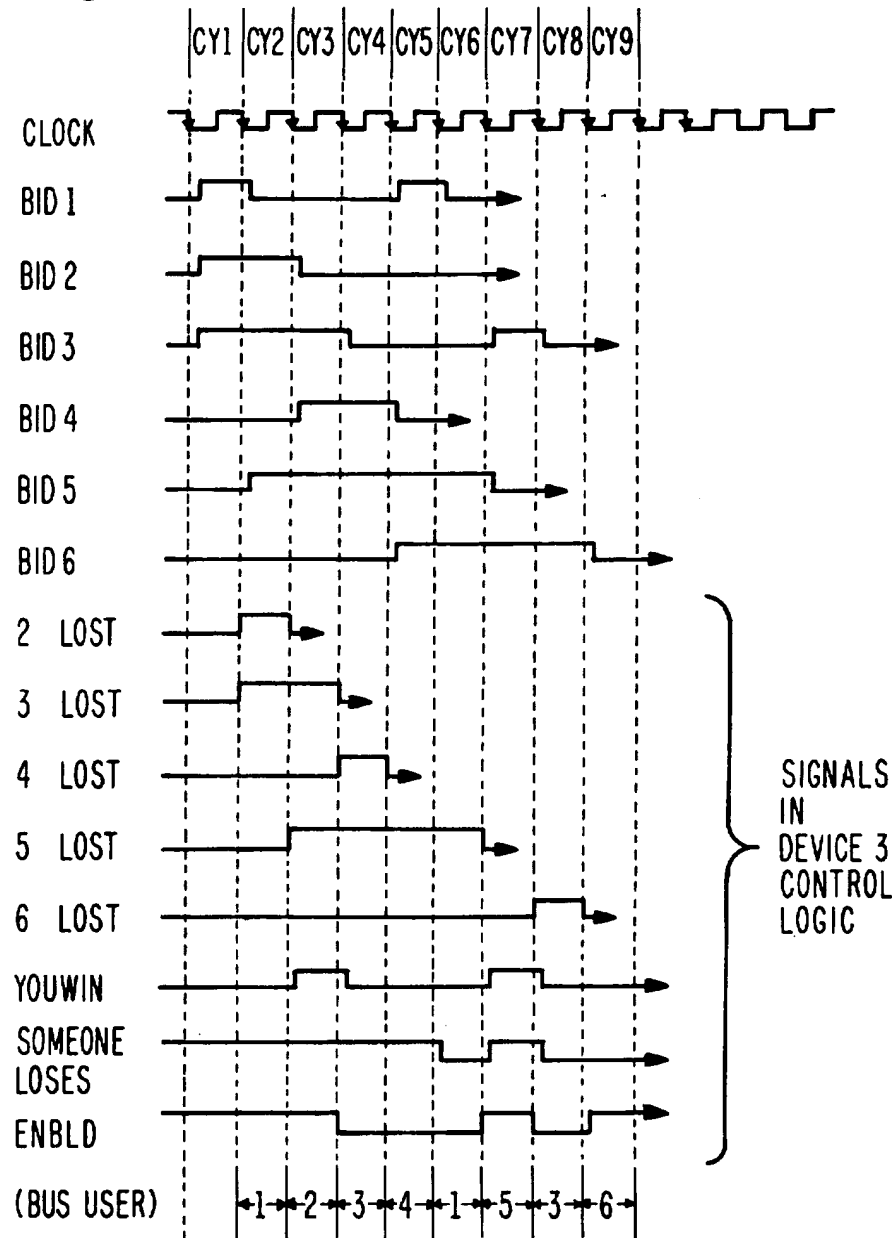 CY1 CY2 CY3 CY4 CY5 CY6 CY7 CY8 CY9
CLOCK
BID 1
BID 2
BID 3
BID 4
BID 5
BID 6
2 LOST
3 LOST
4 LOST
5 LOST
6 LOST
YOUWIN
SOMEONE
LOSES
ENBLD
SIGNALS
IN
DEVICE 3
CONTROL
LOGIC
(BUS USER) 1 2 3 4 1 5 3 6